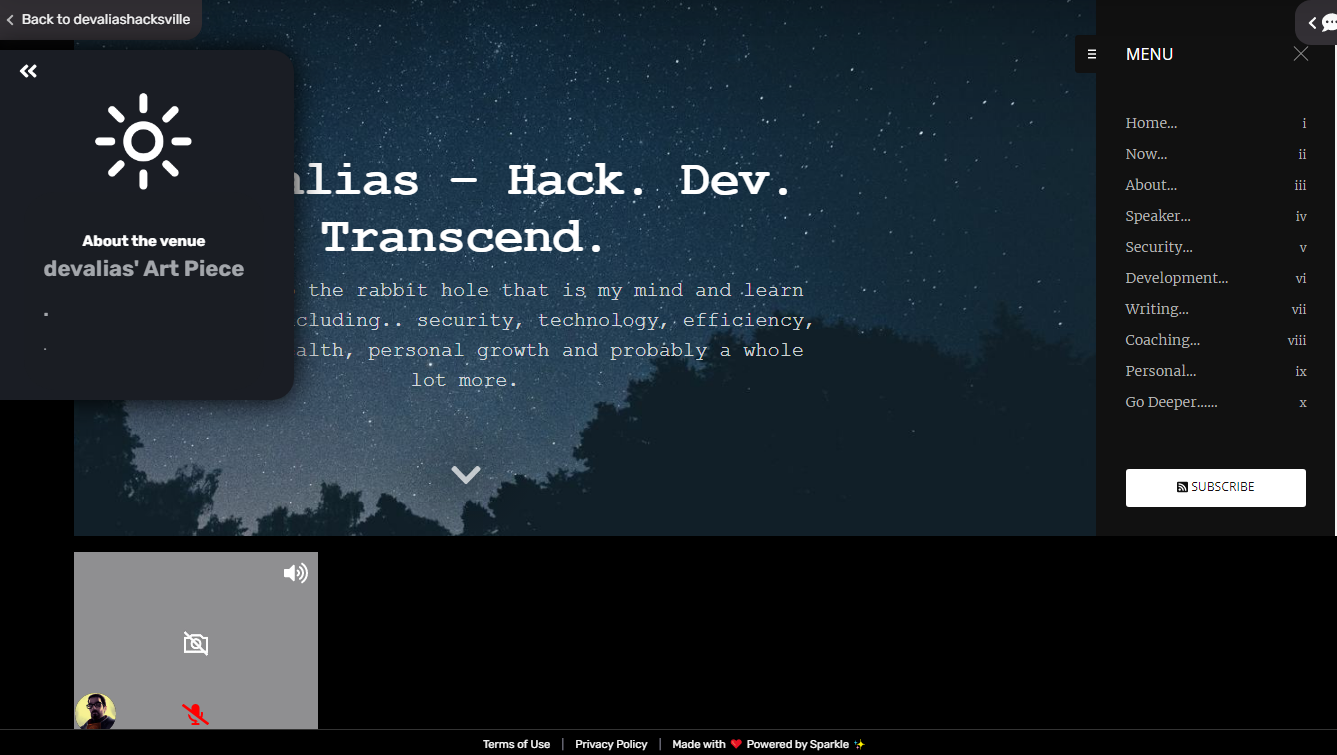 Back to devaliashacksville
About the venue
devalias' Art Piece
.
.
alias – Hack. Dev.
Transcend.
the rabbit hole that is my mind and learn
cluding.. security, technology, efficiency,
alth, personal growth and probably a whole
lot more.
MENU
Home... i
Now... ii
About... iii
Speaker... iv
Security... v
Development... vi
Writing... vii
Coaching... viii
Personal... ix
Go Deeper...... x
SUBSCRIBE
Terms of Use | Privacy Policy | Made with ❤️ Powered by Sparkle ✨